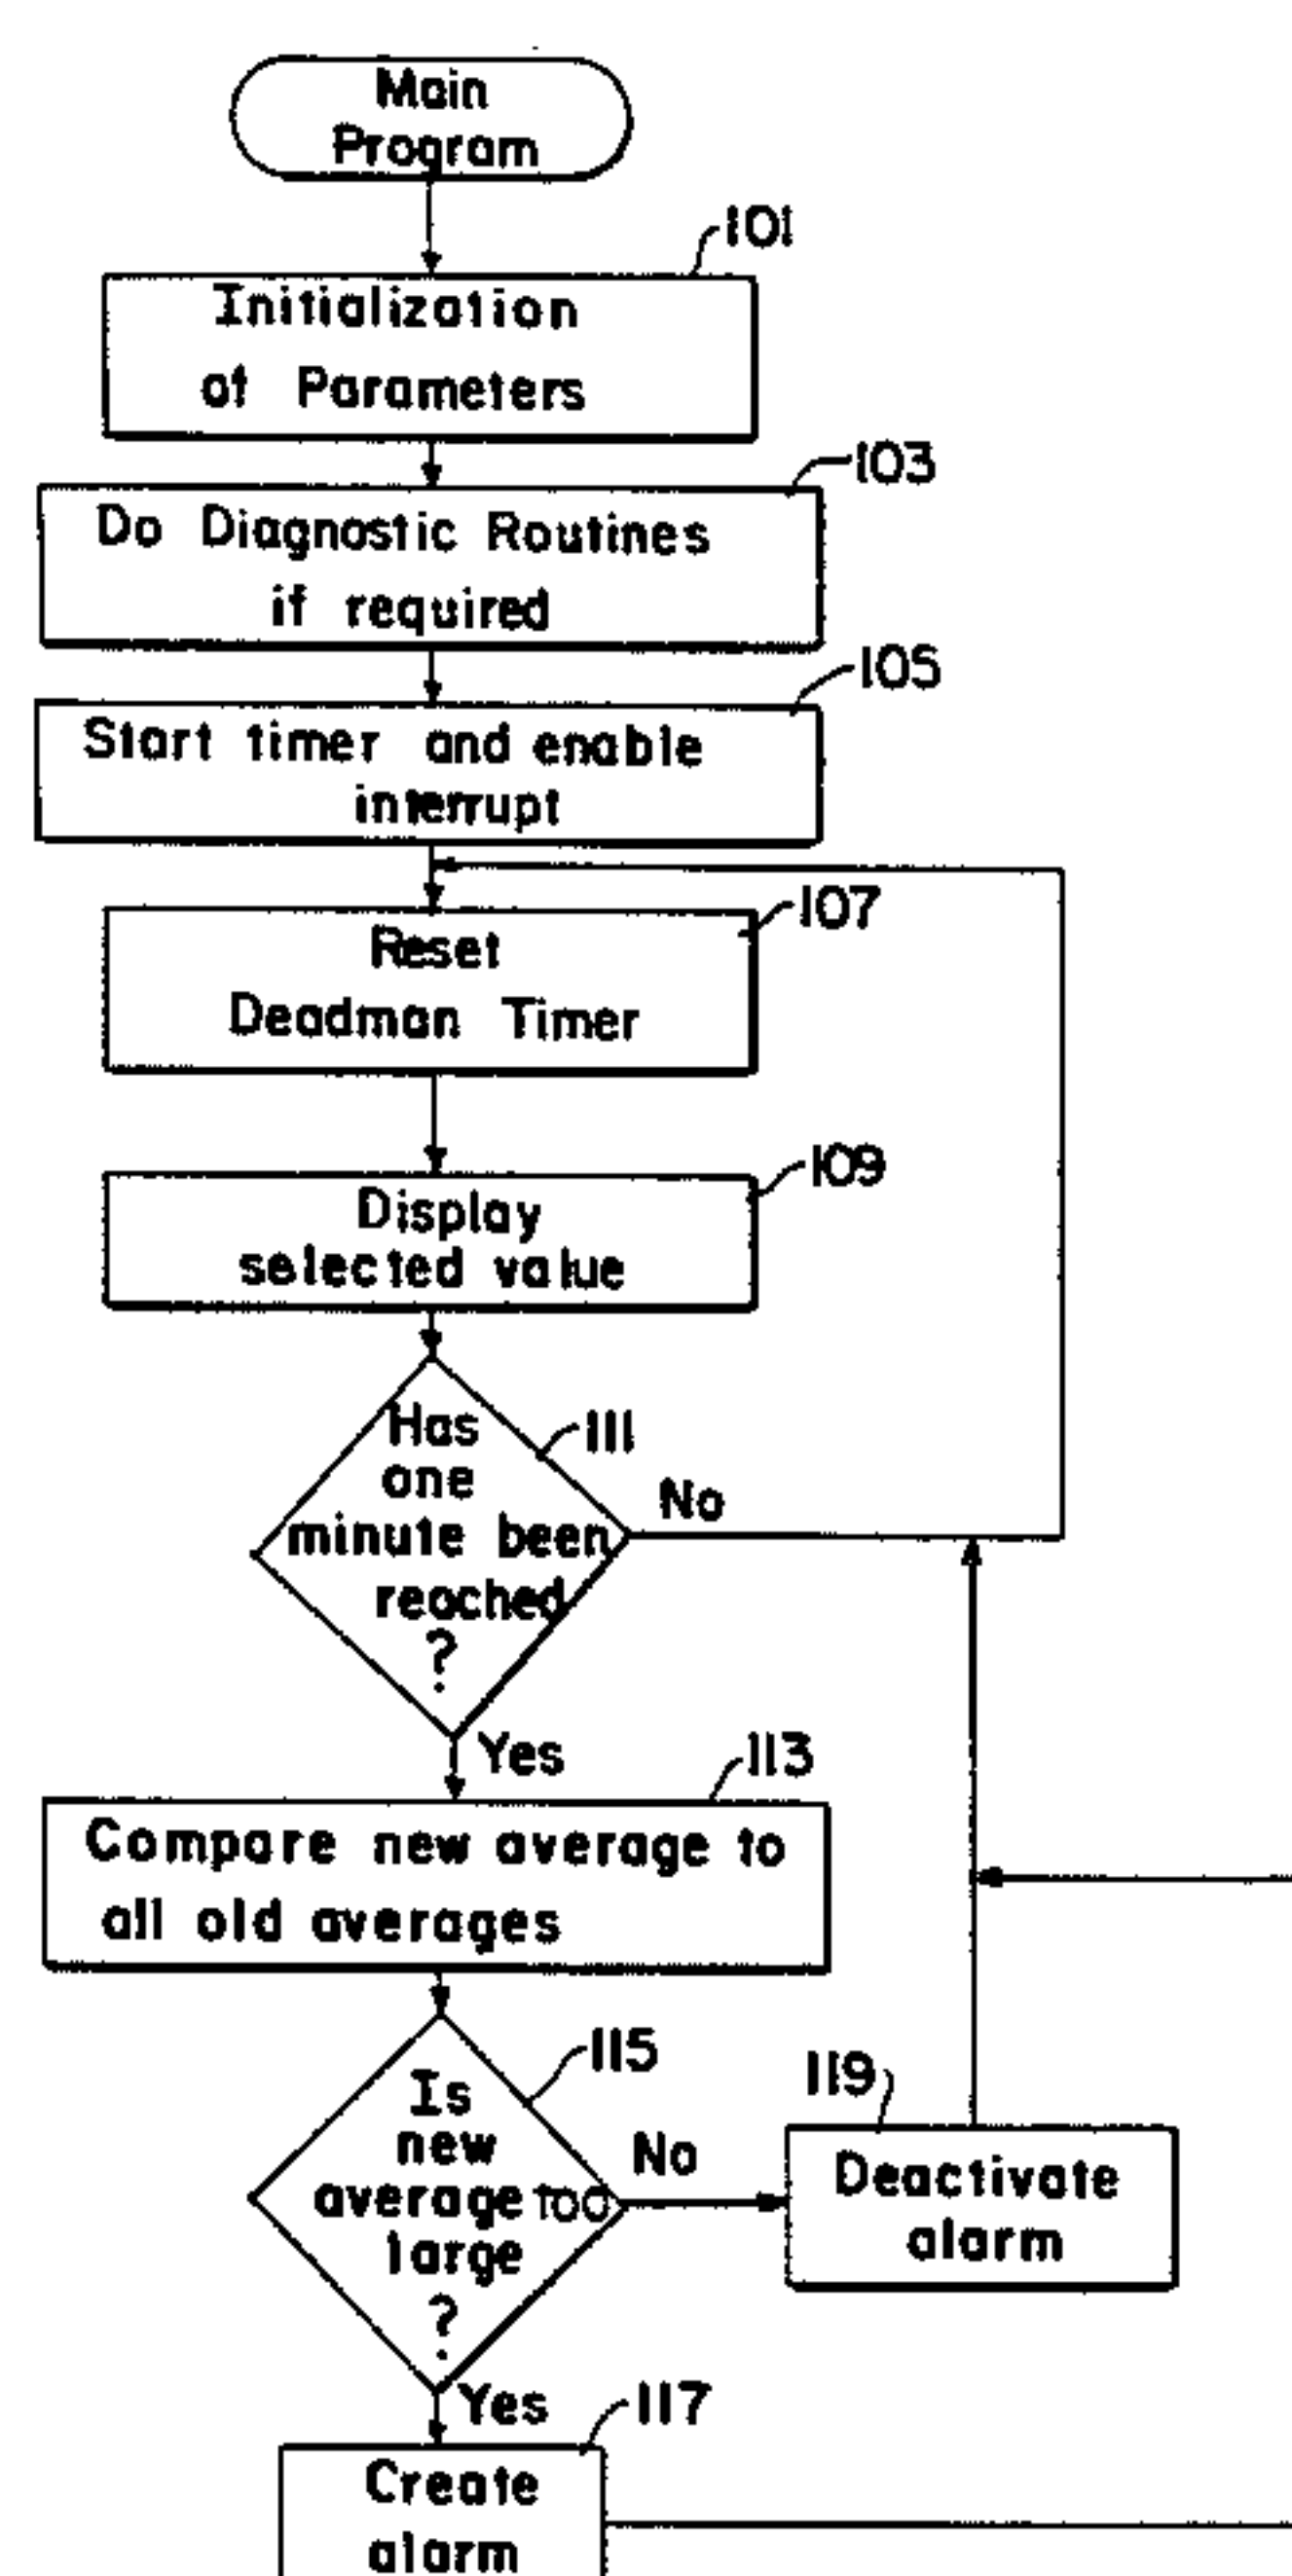 Main
Program
101
Initialization
of Parameters
103
Do Diagnostic Routines
if required
105
Start timer and enable
interrupt
107
Reset
Deadman Timer
109
Display
selected value
111
Has
one
minute been
reached
?
No
Yes
113
Compare new average to
all old averages
115
Is
new
average too
large
?
No
119
Deactivate
alarm
Yes
117
Create
alarm